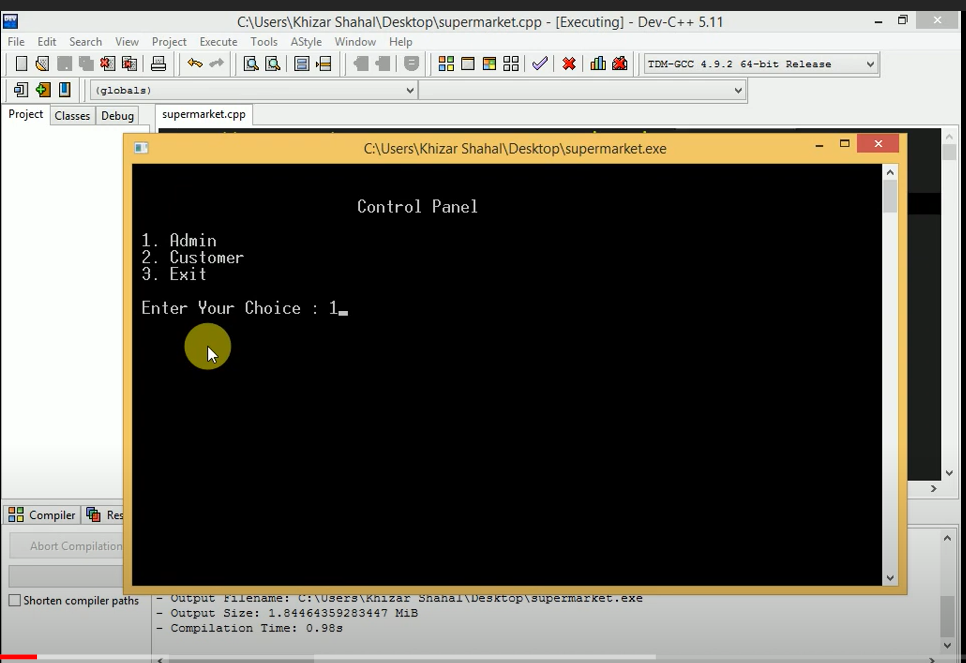 C:\Users\Khizar Shahal\Desktop\supermarket.cpp - [Executing] - Dev-C++ 5.11
File Edit Search View Project Execute Tools AStyle Window Help
TDM-GCC 4.9.2 64-bit Release
(globals)
Project Classes Debug supermarket.cpp
C:\Users\Khizar Shahal\Desktop\supermarket.exe
Control Panel
1. Admin
2. Customer
3. Exit
Enter Your Choice : 1
Compiler Res
Abort Compilation
Shorten compiler paths
- Output Filename: C:\Users\Khizar Shahal\Desktop\supermarket.exe
- Output Size: 1.84464359283447 MiB
- Compilation Time: 0.98s